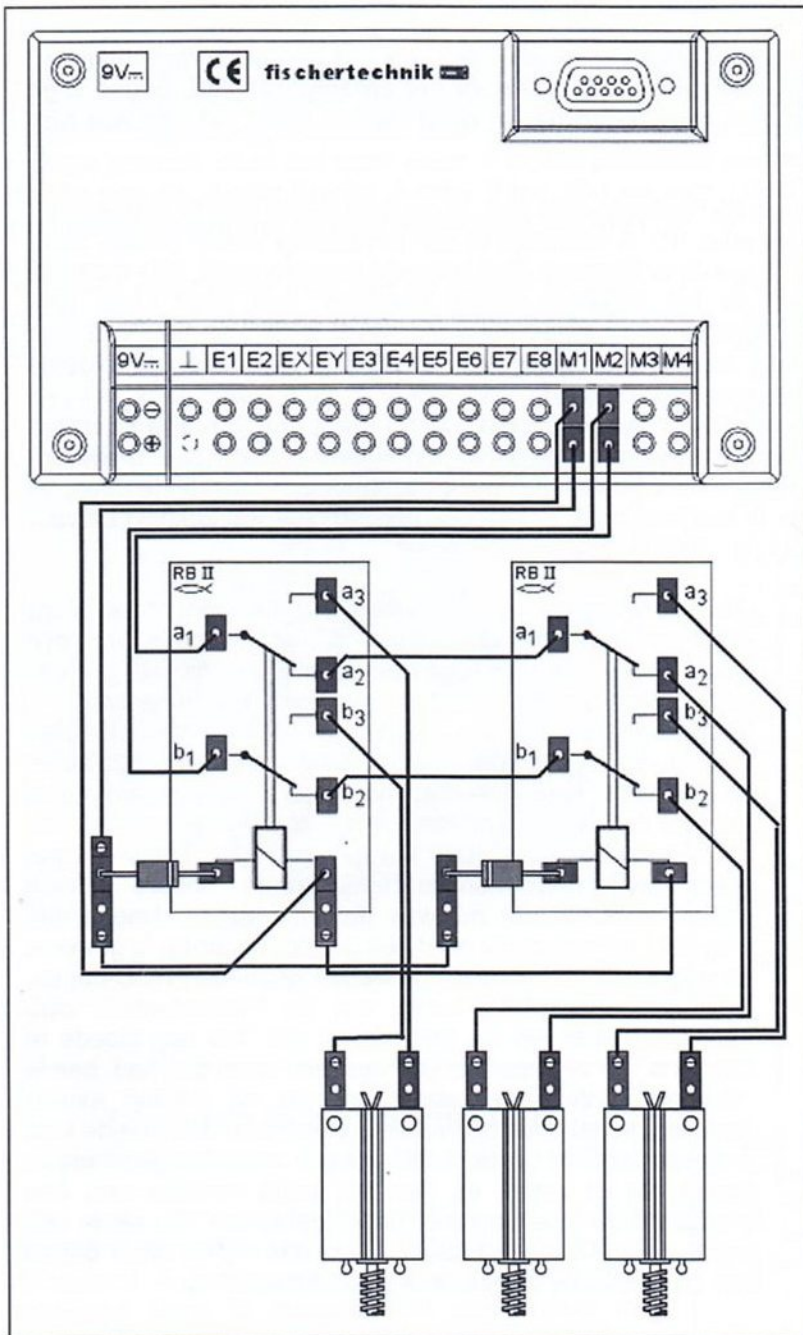 9V⎓ CE fischertechnik
9V⎓ ⊥ E1 E2 EX EY E3 E4 E5 E6 E7 E8 M1 M2 M3 M4
⊖
⊕
RB II RB II
a3 a3
a1 a1
a2 a2
b3 b3
b1 b1
b2 b2